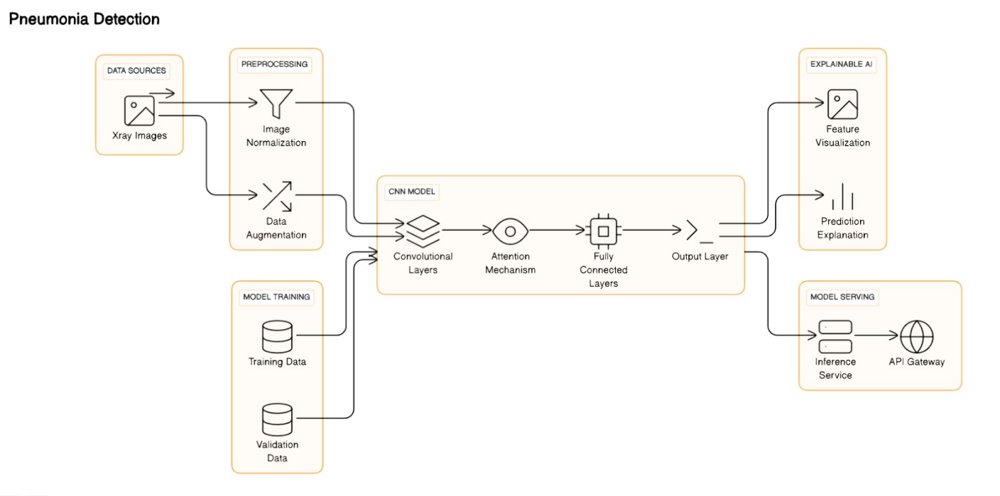 Pneumonia Detection
DATA SOURCES
Xray Images
PREPROCESSING
Image
Normalization
Data
Augmentation
MODEL TRAINING
Training Data
Validation
Data
CNN MODEL
Convolutional
Layers
Attention
Mechanism
Fully
Connected
Layers
Output Layer
EXPLAINABLE AI
Feature
Visualization
Prediction
Explanation
MODEL SERVING
Inference
Service
API Gateway